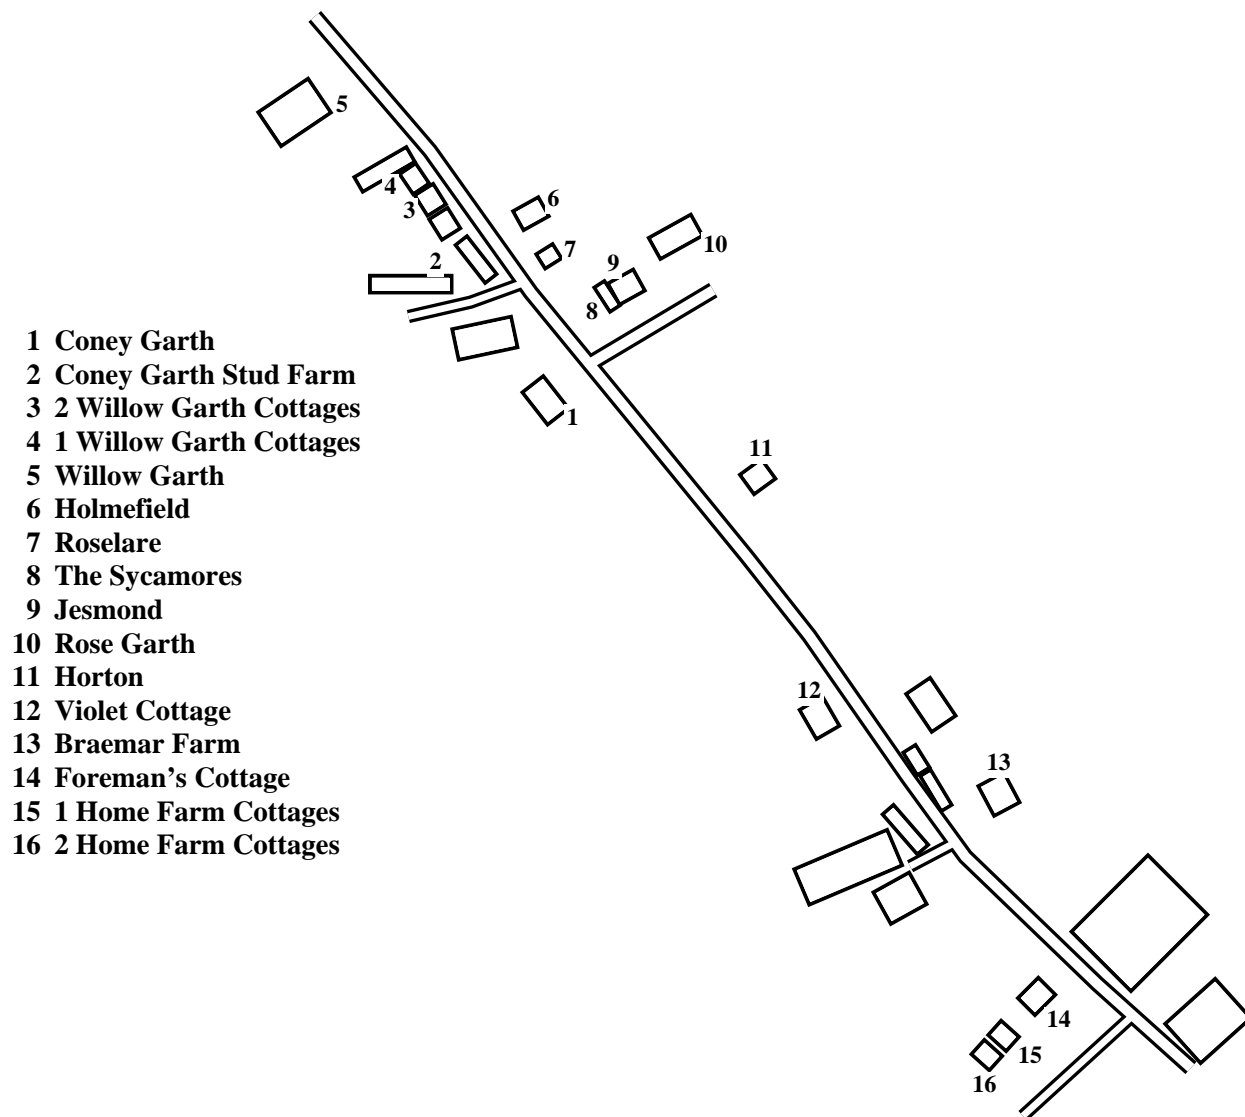 5
4
3
6
7
2
9
10
8
1
11
1 Coney Garth
2 Coney Garth Stud Farm
3 2 Willow Garth Cottages
4 1 Willow Garth Cottages
5 Willow Garth
6 Holmefield
7 Roselare
8 The Sycamores
9 Jesmond
10 Rose Garth
11 Horton
12 Violet Cottage
13 Braemar Farm
14 Foreman's Cottage
15 1 Home Farm Cottages
16 2 Home Farm Cottages
12
13
14
15
16